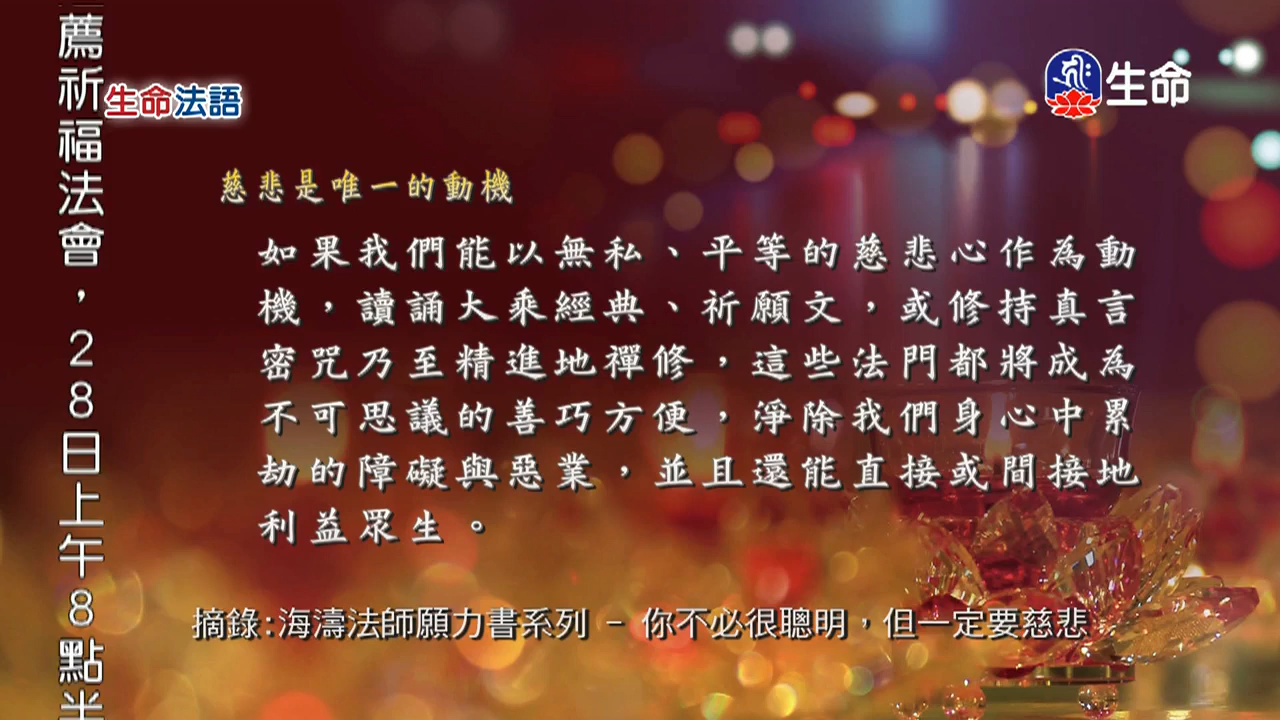 薦祈福法會，28日上午8點半
生命法語
生命
慈悲是唯一的動機
如果我們能以無私、平等的慈悲心作為動
機，讀誦大乘經典、祈願文，或修持真言
密咒乃至精進地禪修，這些法門都將成為
不可思議的善巧方便，淨除我們身心中累
劫的障礙與惡業，並且還能直接或間接地
利益眾生。
摘錄:海濤法師願力書系列 - 你不必很聰明，但一定要慈悲